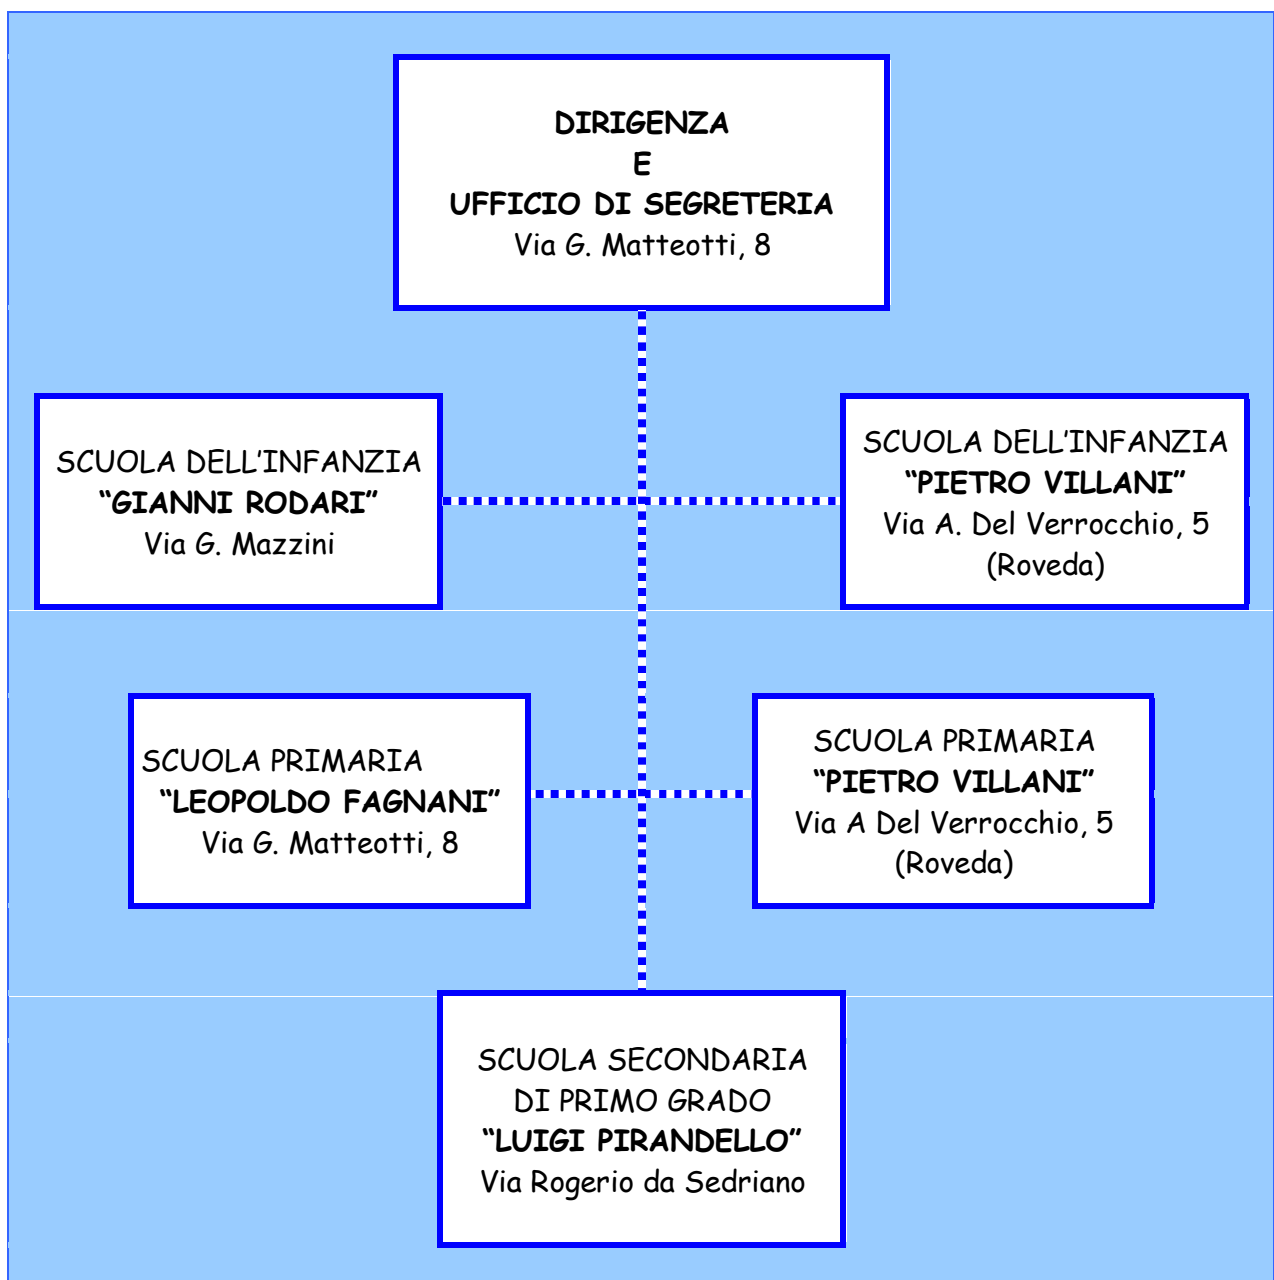 DIRIGENZA
E
UFFICIO DI SEGRETERIA
Via G. Matteotti, 8
SCUOLA DELL'INFANZIA
“GIANNI RODARI”
Via G. Mazzini
SCUOLA DELL'INFANZIA
“PIETRO VILLANI”
Via A. Del Verrocchio, 5
(Roveda)
SCUOLA PRIMARIA
“LEOPOLDO FAGNANI”
Via G. Matteotti, 8
SCUOLA PRIMARIA
“PIETRO VILLANI”
Via A Del Verrocchio, 5
(Roveda)
SCUOLA SECONDARIA
DI PRIMO GRADO
“LUIGI PIRANDELLO”
Via Rogerio da Sedriano